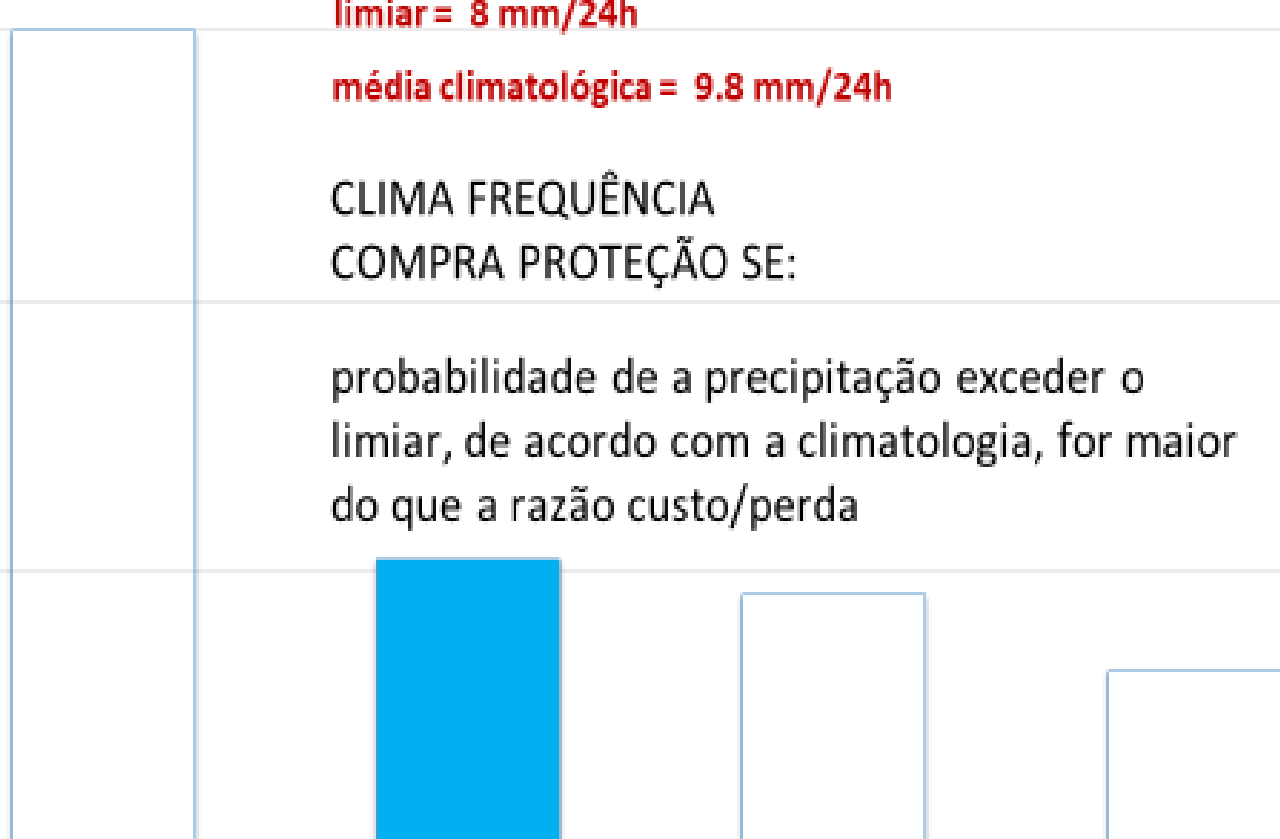 limiar = 8 mm/24h
média climatológica = 9.8 mm/24h
CLIMA FREQUÊNCIA
COMPRA PROTEÇÃO SE:
probabilidade de a precipitação exceder o
limiar, de acordo com a climatologia, for maior
do que a razão custo/perda